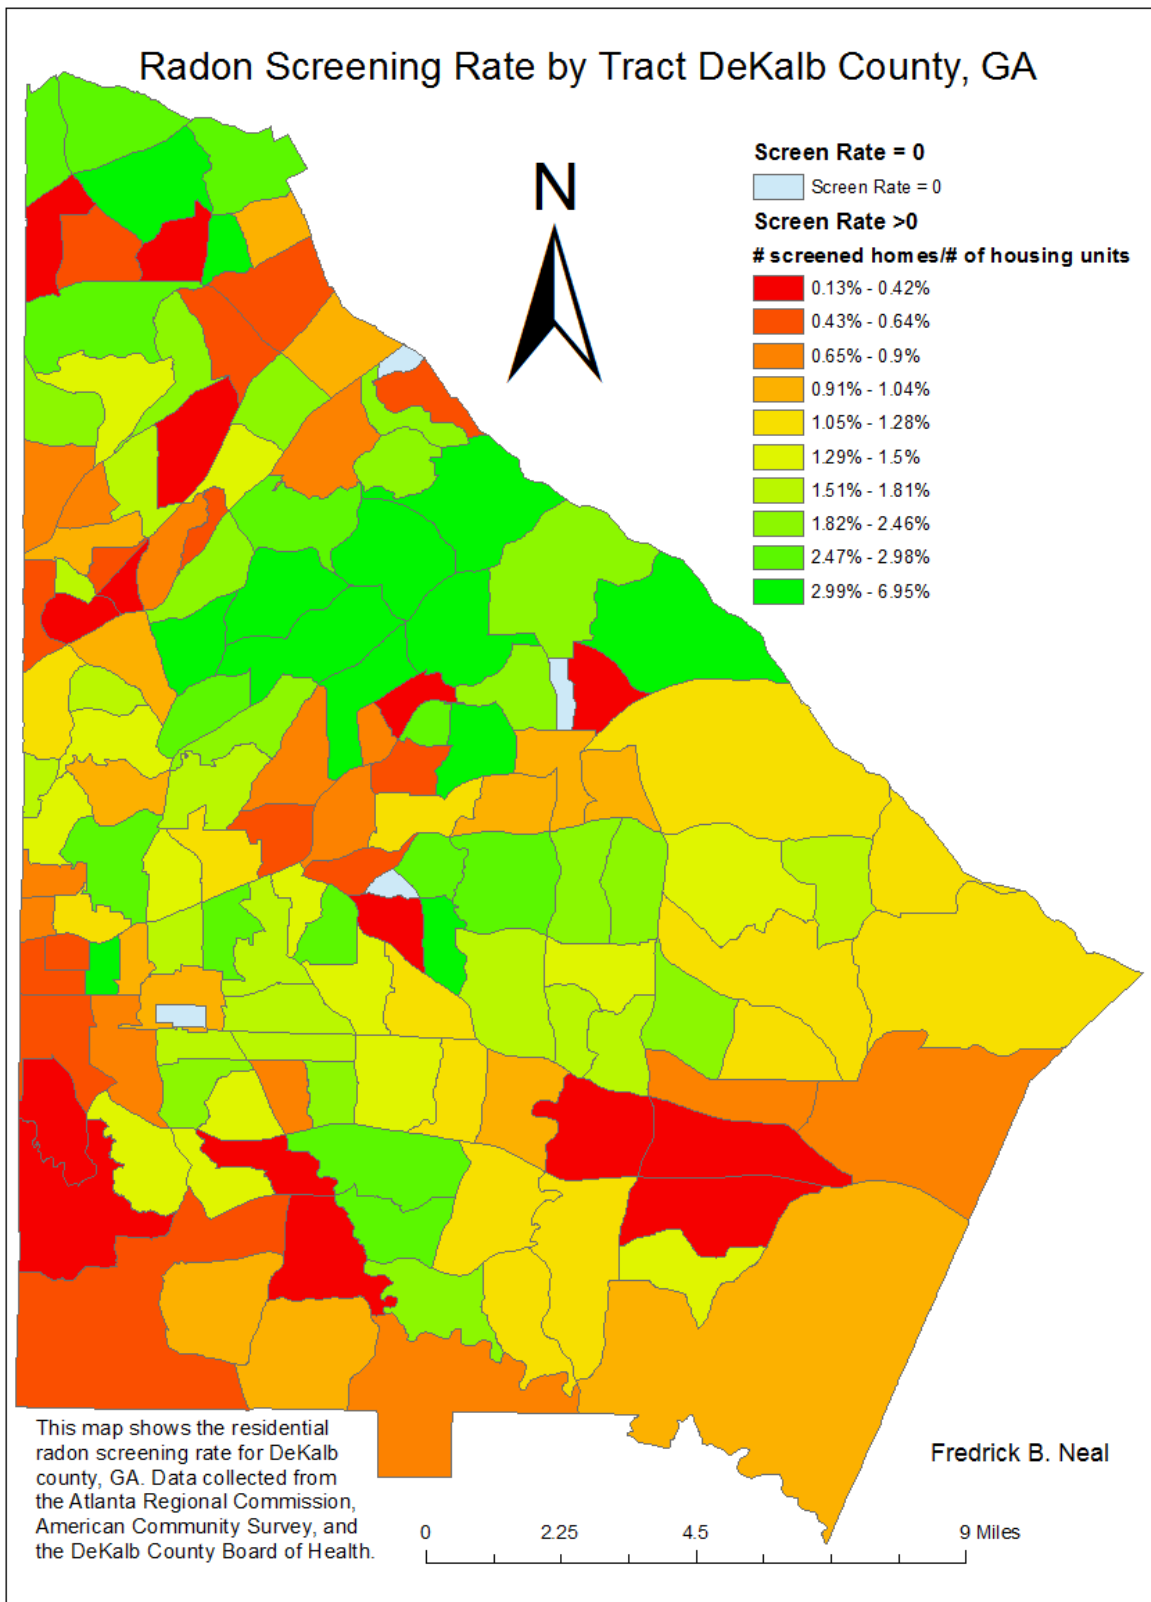 Radon Screening Rate by Tract DeKalb County, GA
N
Screen Rate = 0
Screen Rate = 0
Screen Rate >0
# screened homes/# of housing units
0.13% - 0.42%
0.43% - 0.64%
0.65% - 0.9%
0.91% - 1.04%
1.05% - 1.28%
1.29% - 1.5%
1.51% - 1.81%
1.82% - 2.46%
2.47% - 2.98%
2.99% - 6.95%
This map shows the residential
radon screening rate for DeKalb
county, GA. Data collected from
the Atlanta Regional Commission,
American Community Survey, and
the DeKalb County Board of Health.
Fredrick B. Neal
0 2.25 4.5 9 Miles